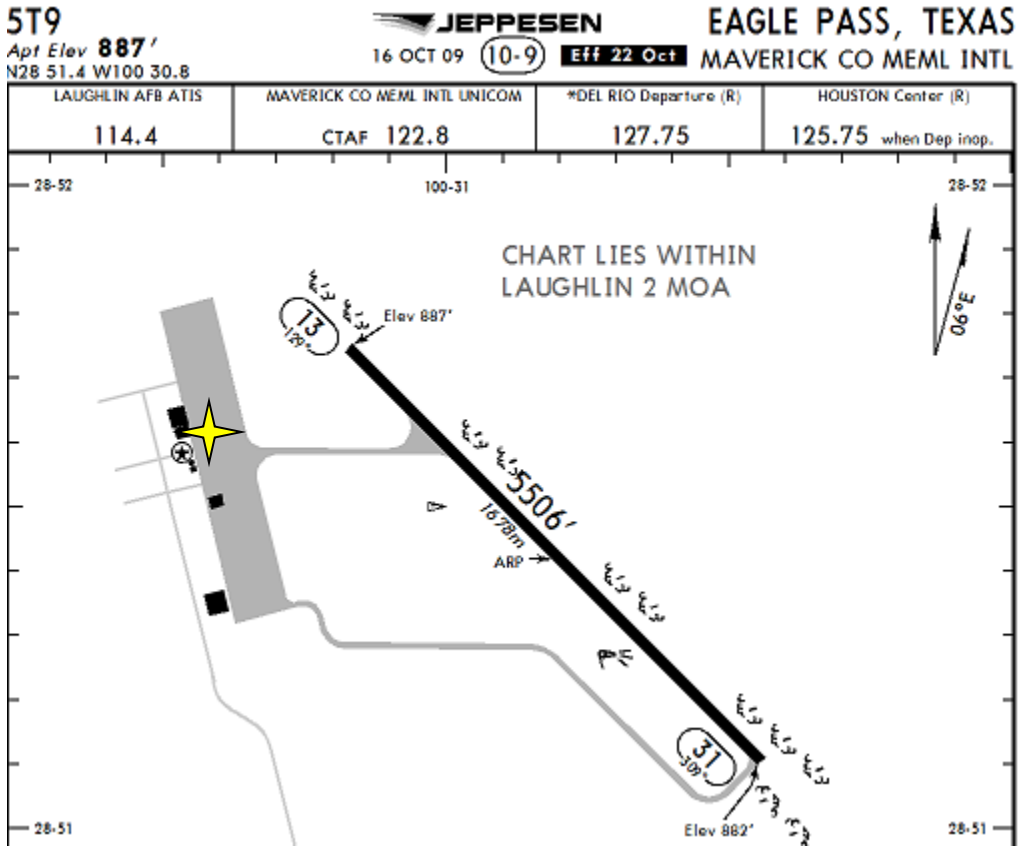 5T9
Apt Elev 887'
N28 51.4 W100 30.8
JEPPESEN
16 OCT 09 10-9 Eff 22 Oct
EAGLE PASS, TEXAS
MAVERICK CO MEML INTL
LAUGHLIN AFB ATIS
114.4
MAVERICK CO MEML INTL UNICOM
CTAF 122.8
*DEL RIO Departure (R)
127.75
HOUSTON Center (R)
125.75 when Dep inop.
28-52
100-31
28-52
CHART LIES WITHIN
LAUGHLIN 2 MOA
06°E
13
129°
Elev 887'
5506'
1678m
ARP
31
309°
Elev 882'
28-51
28-51